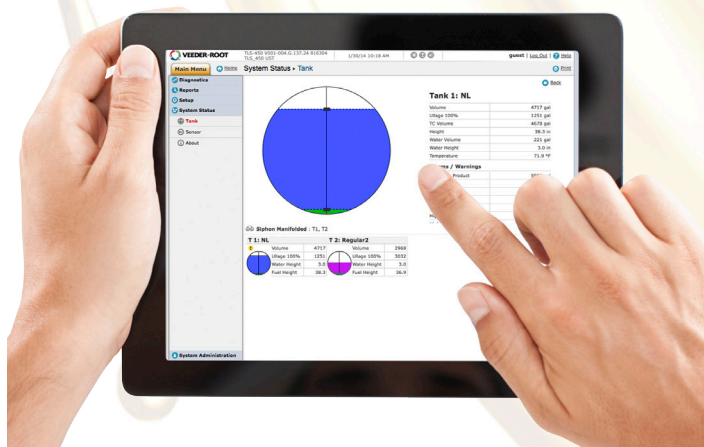 VEEDER-ROOT
TLS-450 V001-004.G.137.24 816304
TLS_450 UST
1/30/14 10:18 AM
guest | Log Out | Help
Main Menu
Home
System Status › Tank
Print
Diagnostics
Reports
Setup
System Status
Tank
Sensor
About
Back
Tank 1: NL
Volume 4717 gal
Ullage 100% 1251 gal
TC Volume 4678 gal
Height 38.3 in
Water Volume 221 gal
Water Height 3.0 in
Temperature 71.9 °F
/ Warnings
Product
Siphon Manifolded : T1, T2
T 1: NL
Volume 4717
Ullage 100% 1251
Water Height 3.0
Fuel Height 38.3
T 2: Regular2
Volume 2969
Ullage 100% 3032
Water Height 3.0
Fuel Height 36.9
System Administration